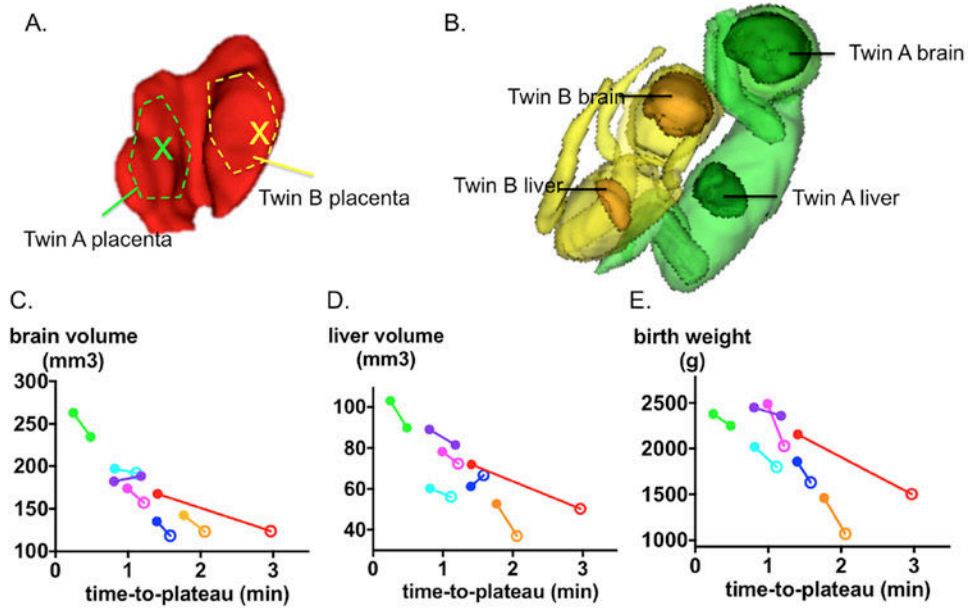 A.
X
X
Twin B placenta
Twin A placenta
B.
Twin A brain
Twin B brain
Twin B liver
Twin A liver
C.
brain volume
(mm3)
300
250
200
150
100
0
1
2
3
time-to-plateau (min)
D.
liver volume
(mm3)
100
80
60
40
0
1
2
3
time-to-plateau (min)
E.
birth weight
(g)
2500
2000
1500
1000
0
1
2
3
time-to-plateau (min)